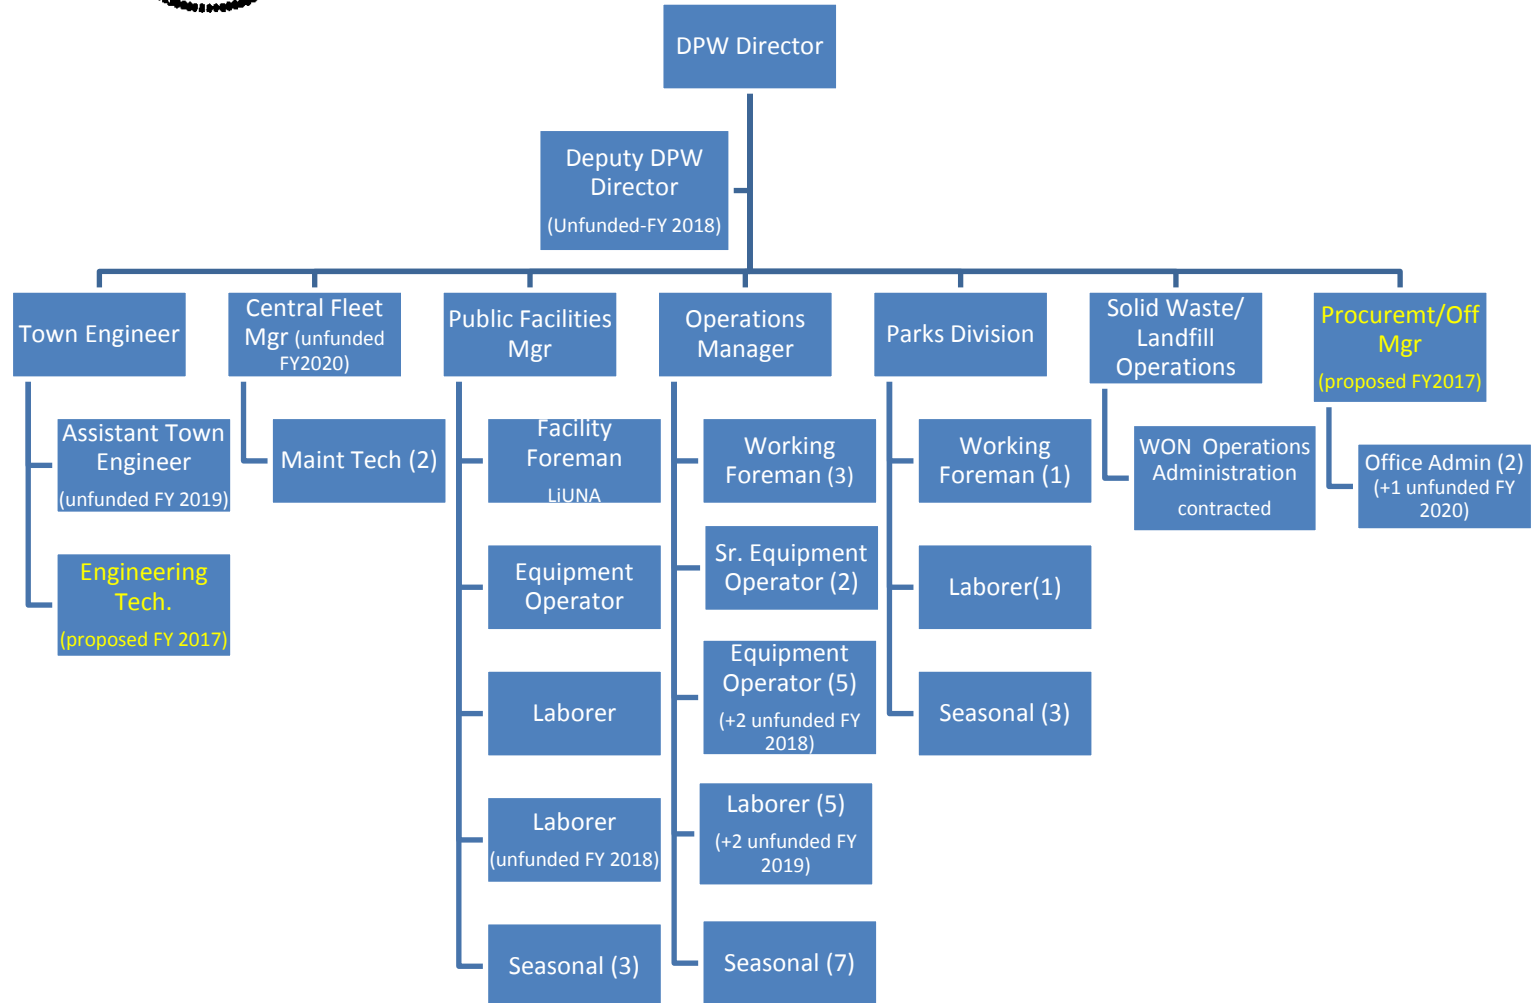 DPW Director
Deputy DPW
Director
(Unfunded-FY 2018)
Town Engineer
Central Fleet
Mgr (unfunded
FY2020)
Public Facilities
Mgr
Operations
Manager
Parks Division
Solid Waste/
Landfill
Operations
Procuremt/Off
Mgr
(proposed FY2017)
Assistant Town
Engineer
(unfunded FY 2019)
Engineering
Tech.
(proposed FY 2017)
Maint Tech (2)
Facility
Foreman
LiUNA
Equipment
Operator
Laborer
Laborer
(unfunded FY 2018)
Seasonal (3)
Working
Foreman (3)
Sr. Equipment
Operator (2)
Equipment
Operator (5)
(+2 unfunded FY
2018)
Laborer (5)
(+2 unfunded FY
2019)
Seasonal (7)
Working
Foreman (1)
Laborer(1)
Seasonal (3)
WON  Operations
Administration
contracted
Office Admin (2)
(+1 unfunded FY
2020)